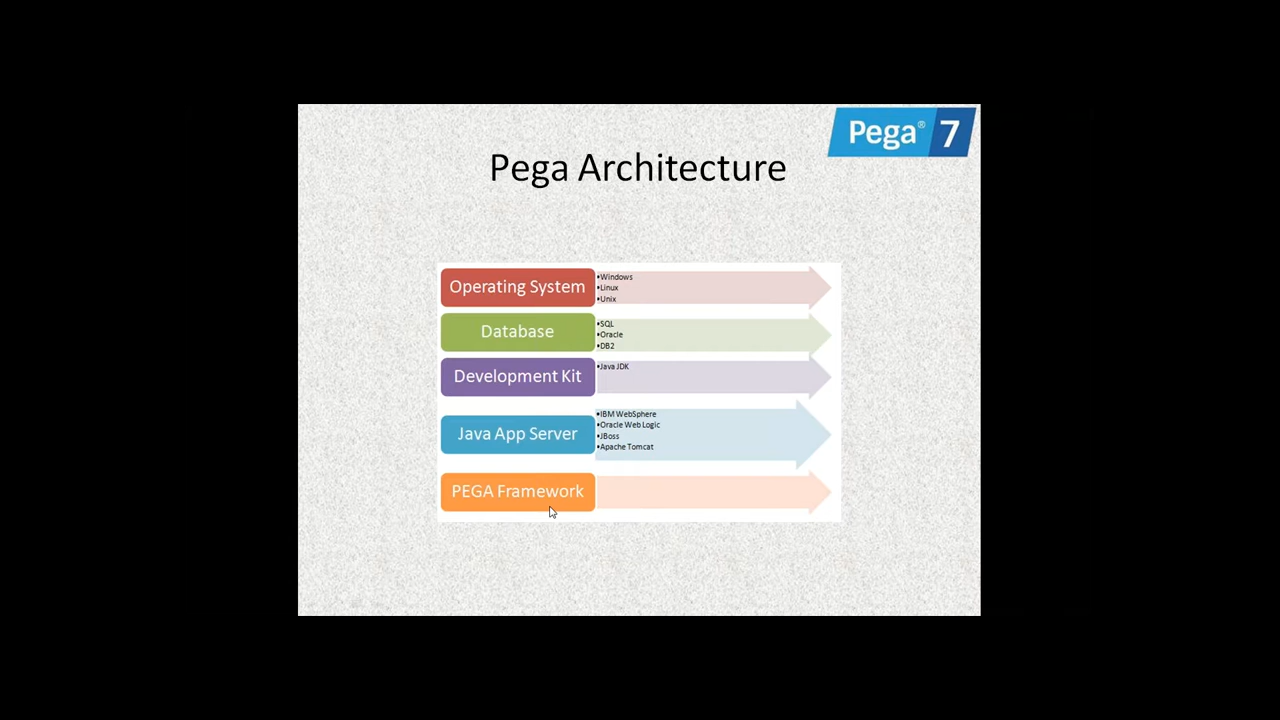 Pega® 7
Pega Architecture
Operating System
•Windows
•Linux
•Unix
Database
•SQL
•Oracle
•DB2
Development Kit
•Java JDK
Java App Server
•IBM WebSphere
•Oracle Web Logic
•JBoss
•Apache Tomcat
PEGA Framework